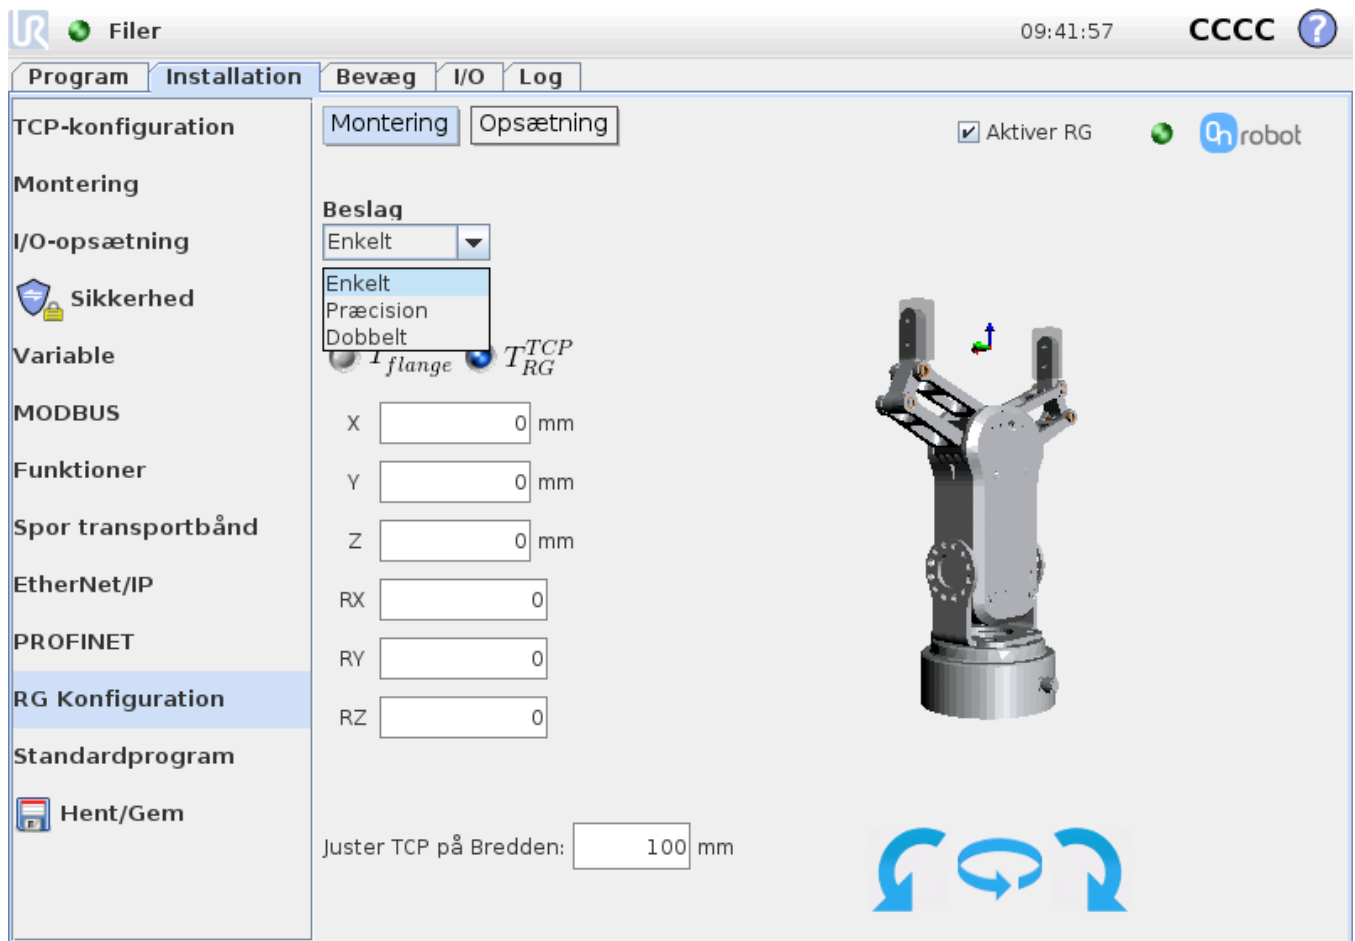 UR Filer 09:41:57 CCCC ?
Program Installation Bevæg I/O Log
TCP-konfiguration
Montering
I/O-opsætning
Sikkerhed
Variable
MODBUS
Funktioner
Spor transportbånd
EtherNet/IP
PROFINET
RG Konfiguration
Standardprogram
Hent/Gem
Montering Opsætning
Aktiver RG
On robot
Beslag
Enkelt
Enkelt
Præcision
Dobbelt
flange T TCP RG
X 0 mm
Y 0 mm
Z 0 mm
RX 0
RY 0
RZ 0
Juster TCP på Bredden: 100 mm